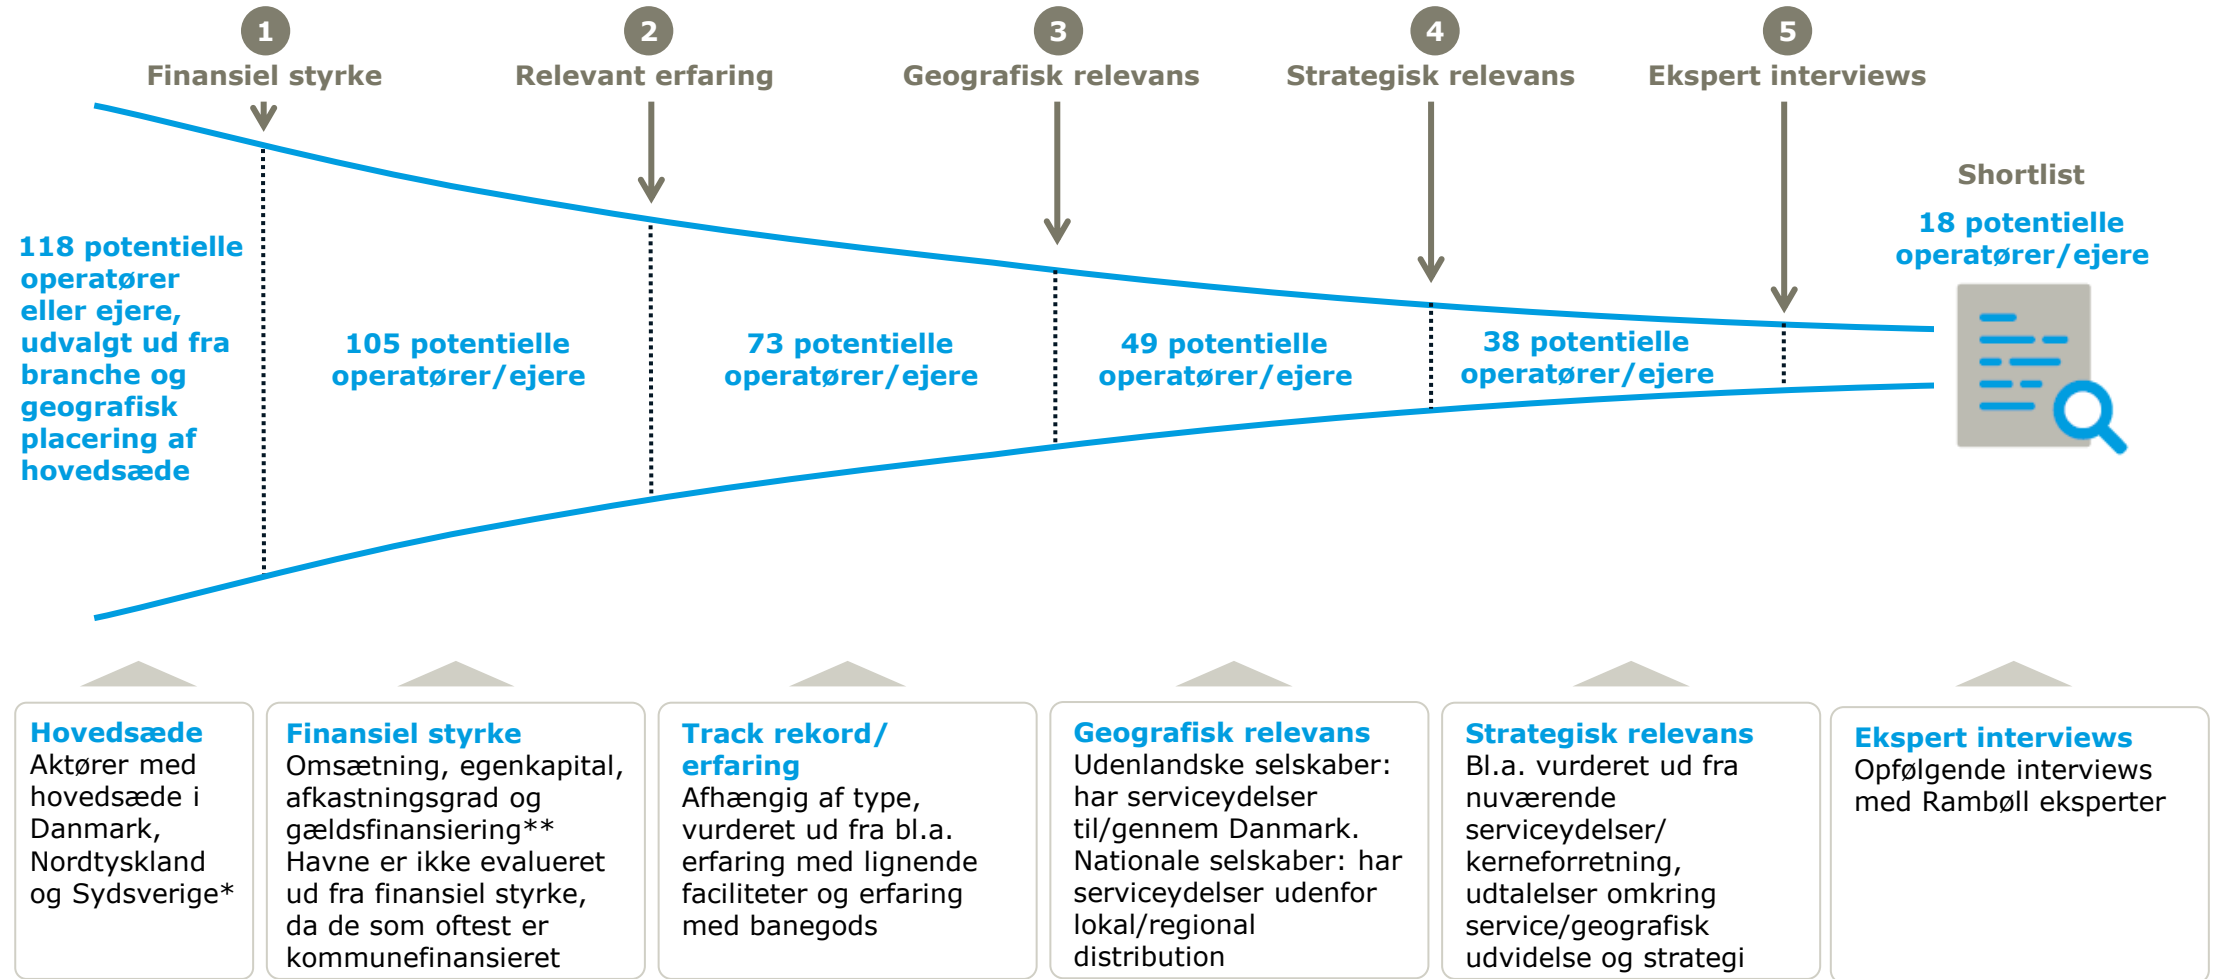 1
Finansiel styrke
2
Relevant erfaring
3
Geografisk relevans
4
Strategisk relevans
5
Ekspert interviews
118 potentielle
operatører
eller ejere,
udvalgt ud fra
branche og
geografisk
placering af
hovedsæde
105 potentielle
operatører/ejere
73 potentielle
operatører/ejere
49 potentielle
operatører/ejere
38 potentielle
operatører/ejere
Shortlist
18 potentielle
operatører/ejere
Hovedsæde
Aktører med
hovedsæde i
Danmark,
Nordtyskland
og Sydsverige*
Finansiel styrke
Omsætning, egenkapital,
afkastningsgrad og
gældsfinansiering**
Havne er ikke evalueret
ud fra finansiel styrke,
da de som oftest er
kommunefinansieret
Track rekord/
erfaring
Afhængig af type,
vurderet ud fra bl.a.
erfaring med lignende
faciliteter og erfaring
med banegods
Geografisk relevans
Udenlandske selskaber:
har serviceydelser
til/gennem Danmark.
Nationale selskaber: har
serviceydelser udenfor
lokal/regional
distribution
Strategisk relevans
Bl.a. vurderet ud fra
nuværende
serviceydelser/
kerneforretning,
udtalelser omkring
service/geografisk
udvidelse og strategi
Ekspert interviews
Opfølgende interviews
med Rambøll eksperter